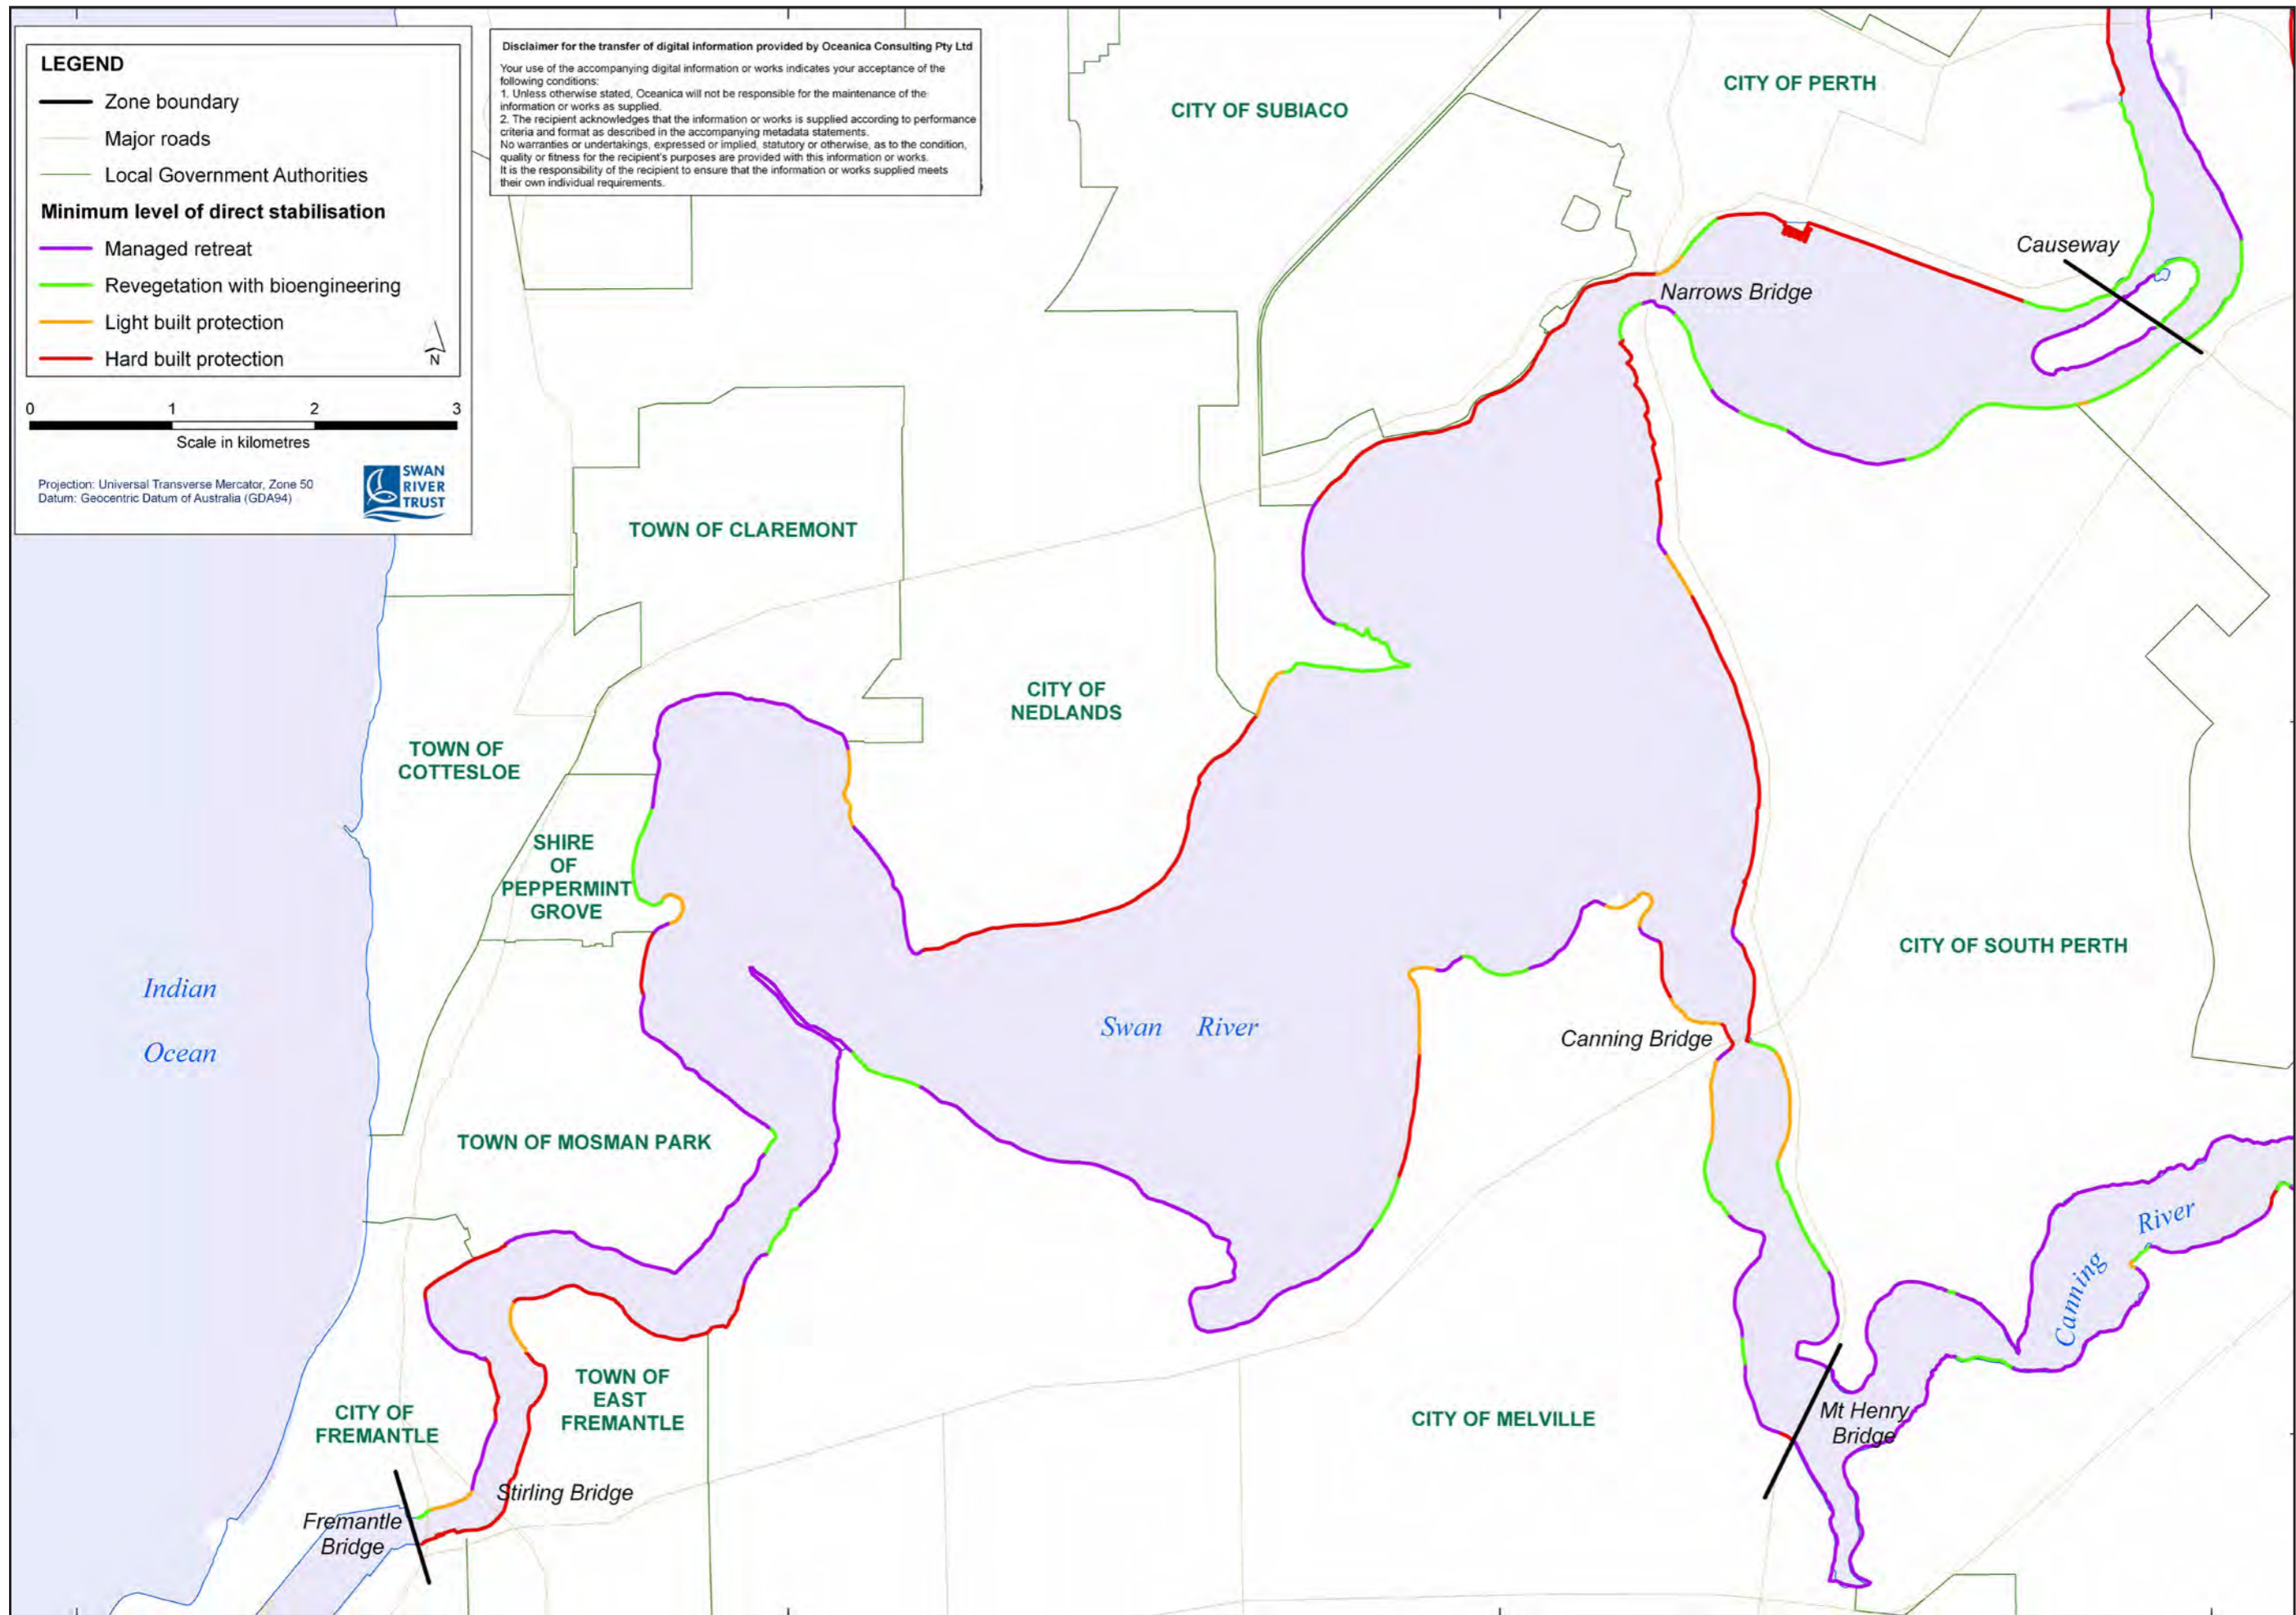 LEGEND
Zone boundary
Major roads
Local Government Authorities
Minimum level of direct stabilisation
Managed retreat
Revegetation with bioengineering
Light built protection
Hard built protection
N
0 1 2 3
Scale in kilometres
Projection: Universal Transverse Mercator, Zone 50
Datum: Geocentric Datum of Australia (GDA94)
SWAN
RIVER
TRUST
Disclaimer for the transfer of digital information provided by Oceanica Consulting Pty Ltd
Your use of the accompanying digital information or works indicates your acceptance of the
following conditions:
1. Unless otherwise stated, Oceanica will not be responsible for the maintenance of the
information or works as supplied.
2. The recipient acknowledges that the information or works is supplied according to performance
criteria and format as described in the accompanying metadata statements.
No warranties or undertakings, expressed or implied, statutory or otherwise, as to the condition,
quality or fitness for the recipient's purposes are provided with this information or works.
It is the responsibility of the recipient to ensure that the information or works supplied meets
their own individual requirements.
CITY OF SUBIACO
CITY OF PERTH
Causeway
Narrows Bridge
TOWN OF CLAREMONT
CITY OF
NEDLANDS
TOWN OF
COTTESLOE
SHIRE
OF
PEPPERMINT
GROVE
CITY OF SOUTH PERTH
Indian
Ocean
Swan River
Canning Bridge
TOWN OF MOSMAN PARK
Canning River
TOWN OF
EAST
FREMANTLE
CITY OF
FREMANTLE
CITY OF MELVILLE
Mt Henry
Bridge
Stirling Bridge
Fremantle
Bridge